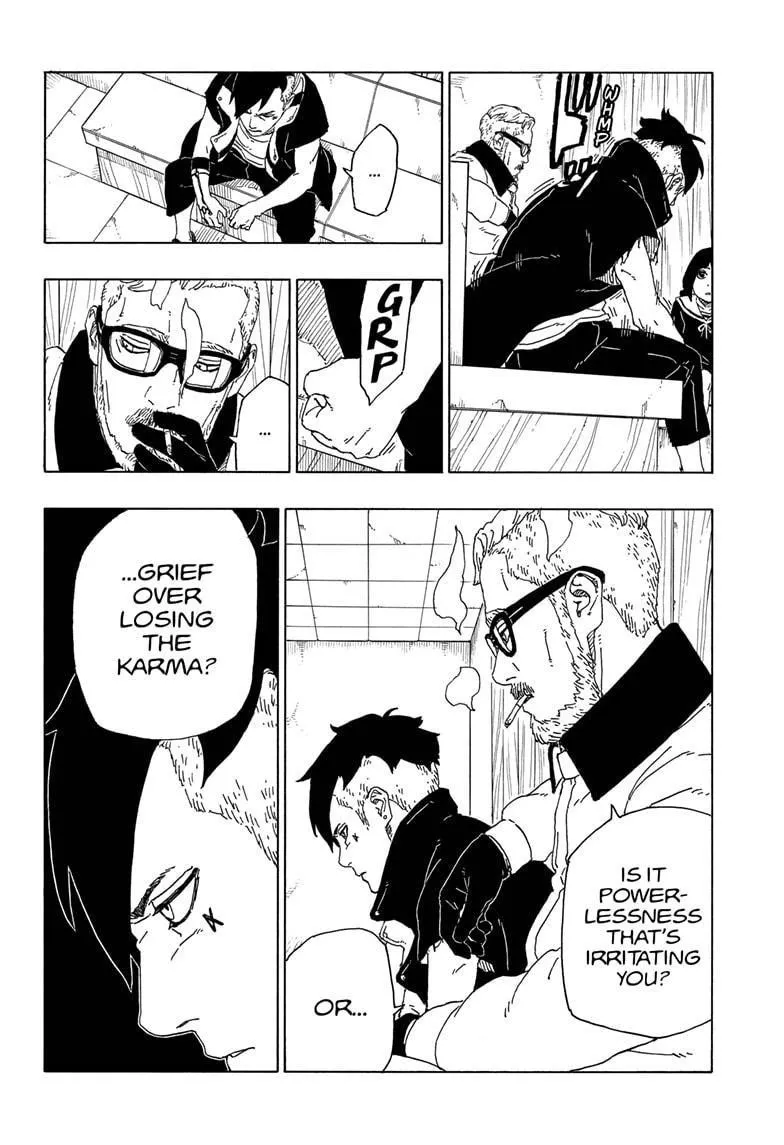 WHMP
...
GRP
...
IS IT
POWER-
LESSNESS
THAT'S
IRRITATING
YOU?
OR...
...GRIEF
OVER
LOSING
THE
KARMA?